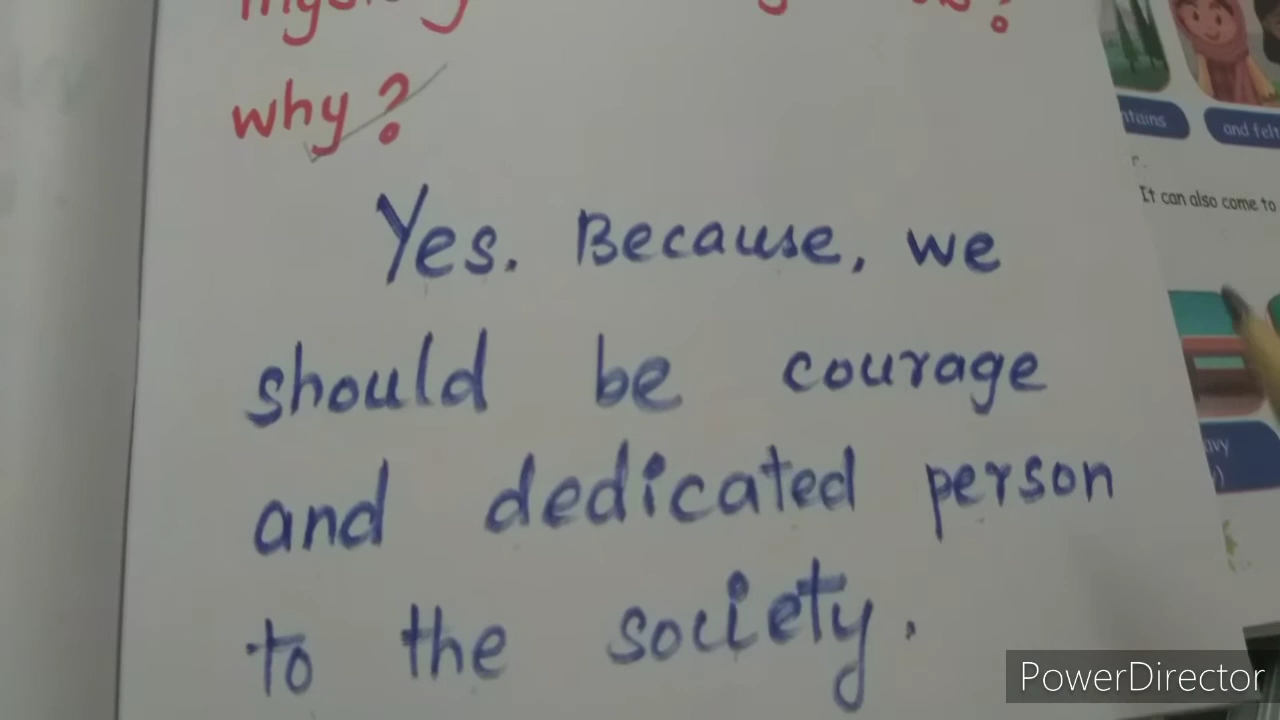 why?
Yes. Because, we
should be courage
and dedicated person
to the society.
and felt
It can also come to
PowerDirector